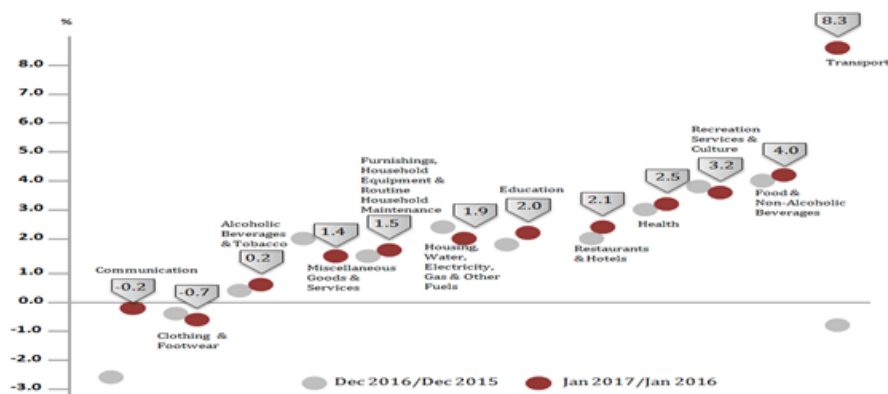 %
8.0
7.0
6.0
5.0
4.0
3.0
2.0
1.0
0.0
-1.0
-2.0
-3.0
Communication
-0.2
-0.7
Clothing &
Footwear
Alcoholic
Beverages
& Tobacco
0.2
1.4
Miscellaneous
Goods &
Services
Furnishings,
Household
Equipment &
Routine
Household
Maintenance
1.5
1.9
Housing,
Water,
Electricity,
Gas & Other
Fuels
Education
2.0
2.1
Restaurants
& Hotels
2.5
Health
Recreation
Services &
Culture
3.2
4.0
Food &
Non-Alcoholic
Beverages
8.3
Transport
Dec 2016/Dec 2015
Jan 2017/Jan 2016